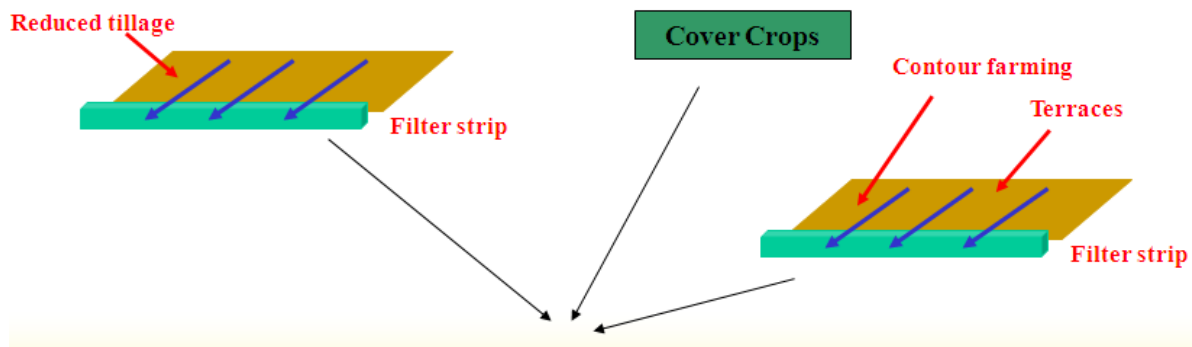 Reduced tillage
Cover Crops
Contour farming
Terraces
Filter strip
Filter strip